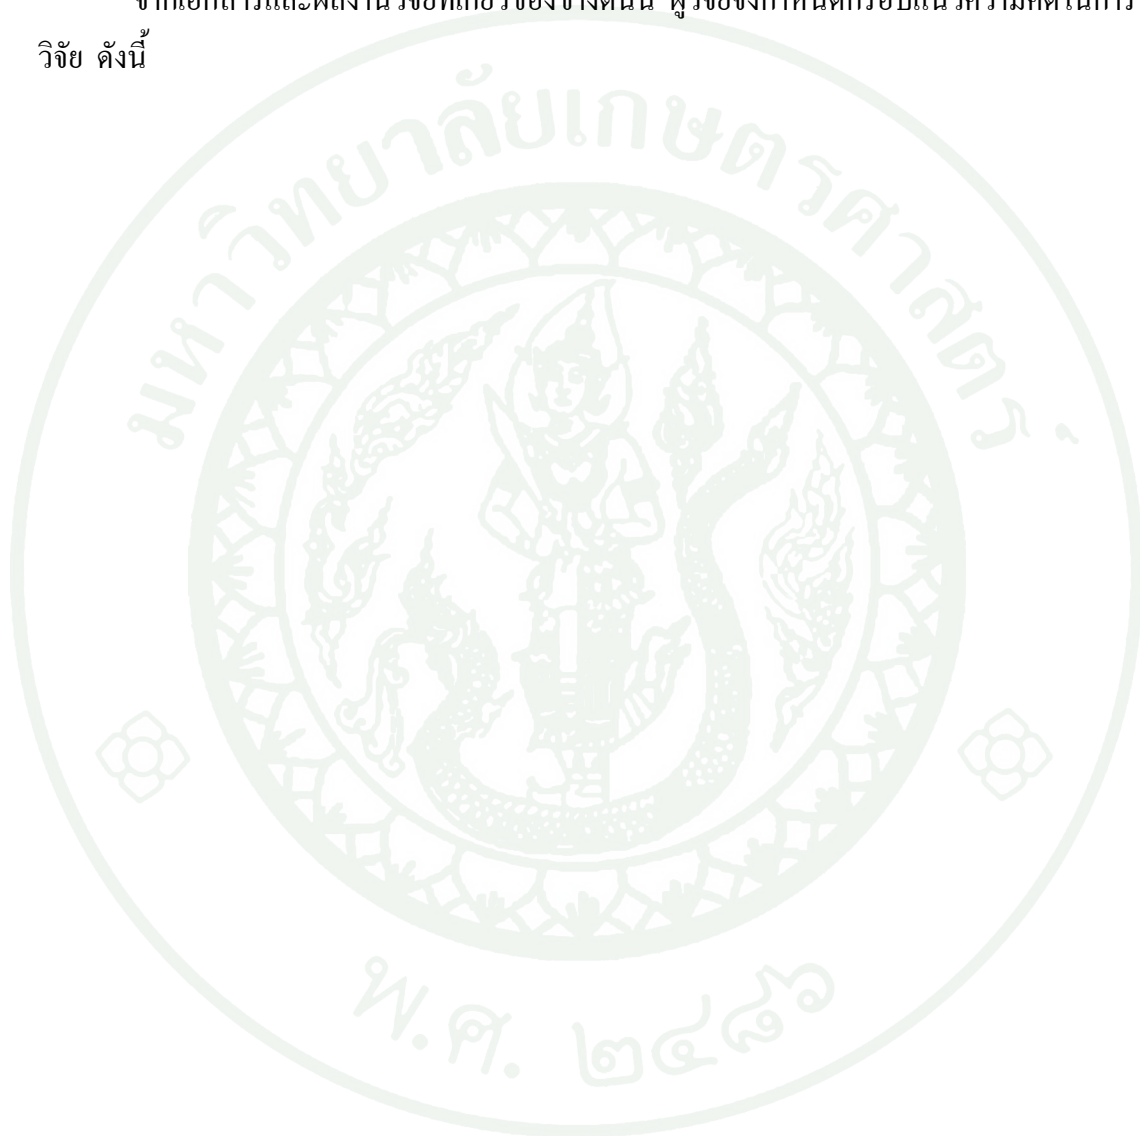 จากเอกสารและผลงานวิจัยที่เกี่ยวข้องข้างต้นนั้น ผู้วิจัยจึงกำหนดกรอบแนวความคิดในการ
วิจัย ดังนี้
มหาวิทยาลัยเกษตรศาสตร์
พ.ศ. ๒๔๘๖